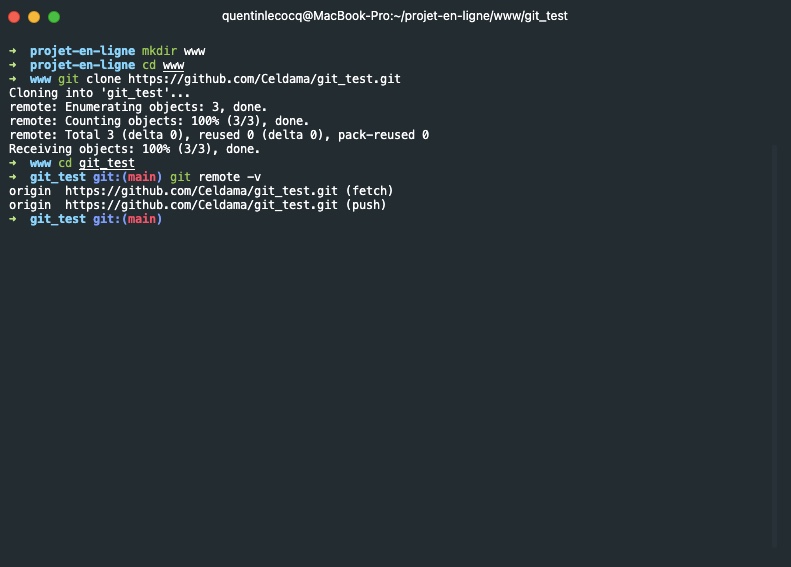 quentinlecocq@MacBook-Pro:~/projet-en-ligne/www/git_test
➜ projet-en-ligne mkdir www
➜ projet-en-ligne cd www
➜ www git clone https://github.com/Celdama/git_test.git
Cloning into 'git_test'...
remote: Enumerating objects: 3, done.
remote: Counting objects: 100% (3/3), done.
remote: Total 3 (delta 0), reused 0 (delta 0), pack-reused 0
Receiving objects: 100% (3/3), done.
➜ www cd git_test
➜ git_test git:(main) git remote -v
origin https://github.com/Celdama/git_test.git (fetch)
origin https://github.com/Celdama/git_test.git (push)
➜ git_test git:(main)